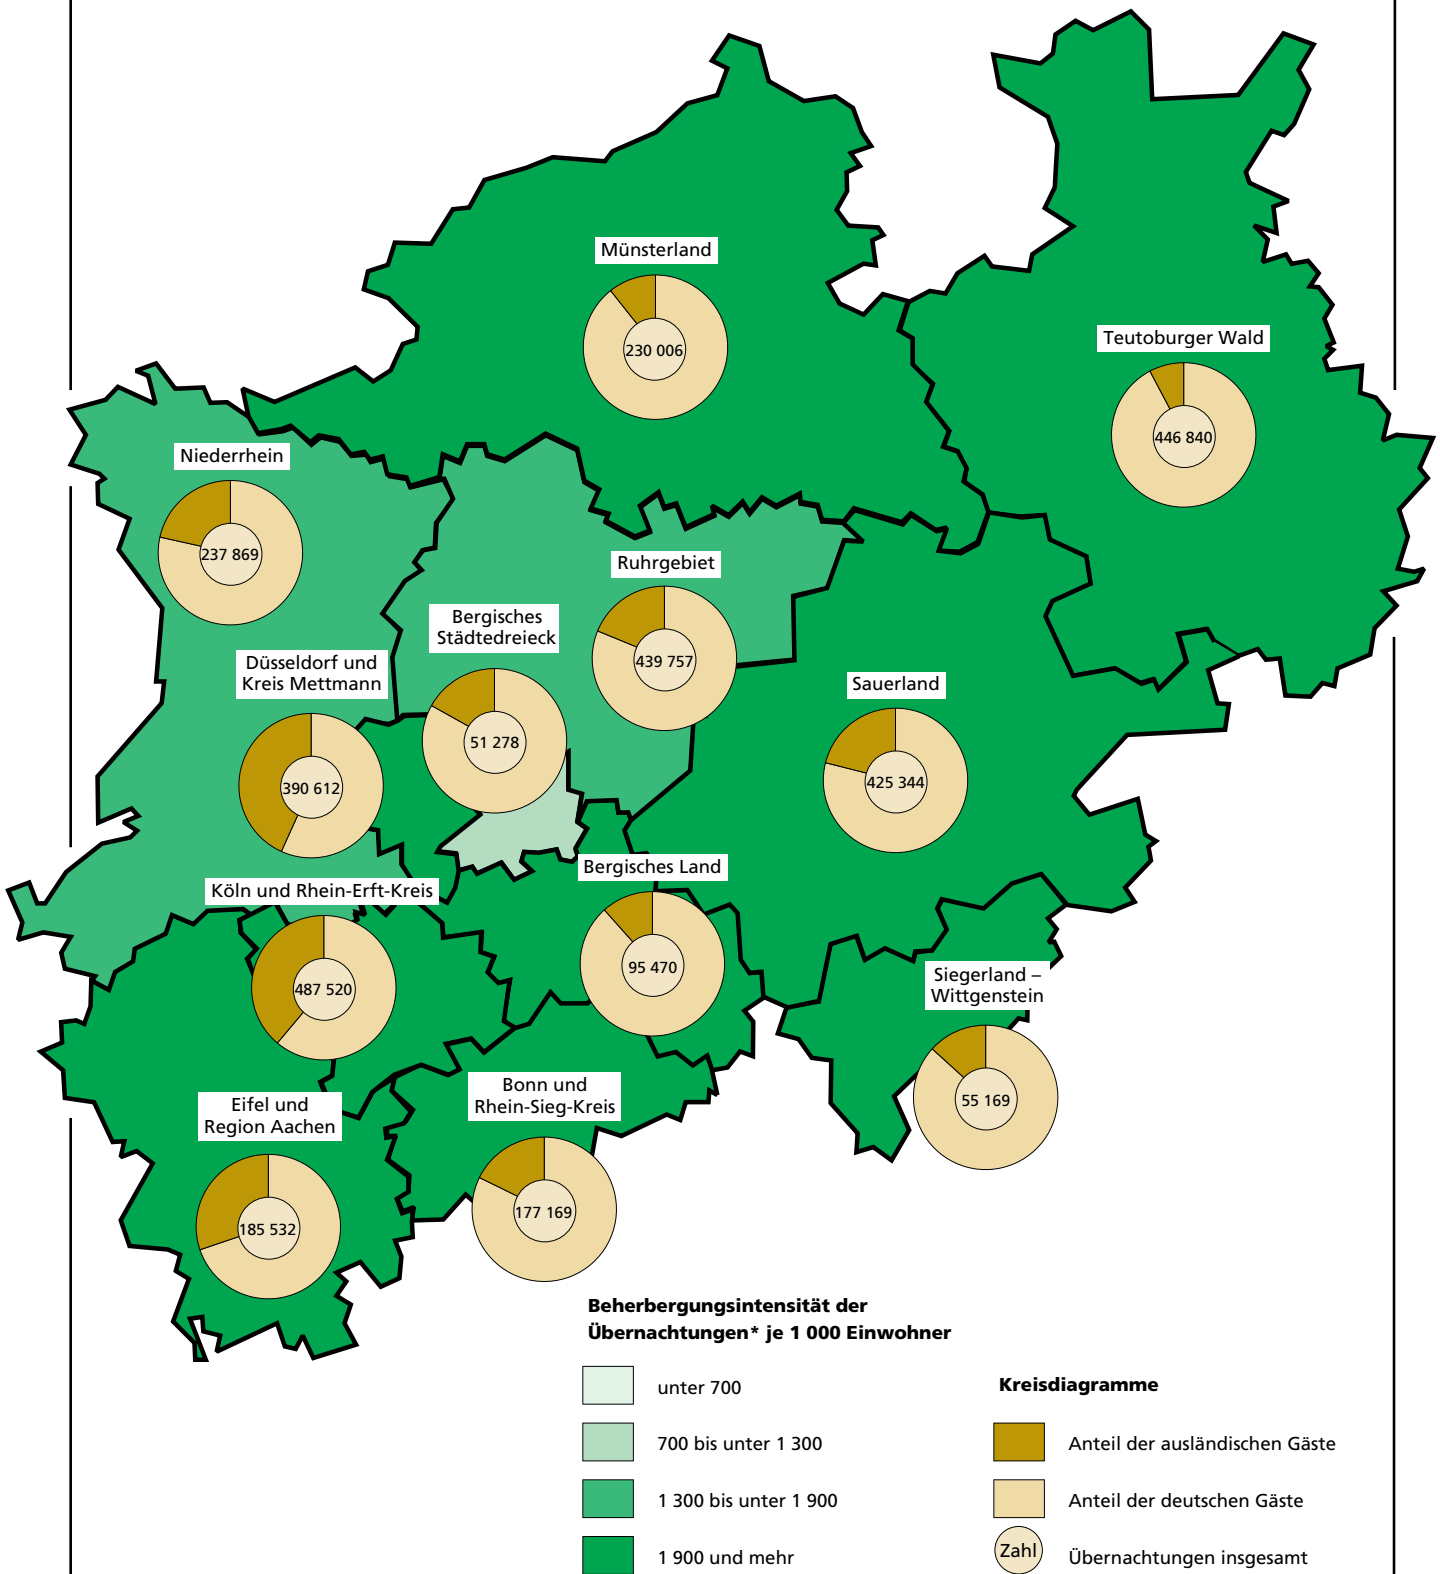 Münsterland
230 006
Teutoburger Wald
446 840
Niederrhein
237 869
Ruhrgebiet
439 757
Bergisches
Städtedreieck
51 278
Düsseldorf und
Kreis Mettmann
390 612
Sauerland
425 344
Bergisches Land
95 470
Köln und Rhein-Erft-Kreis
487 520
Siegerland –
Wittgenstein
55 169
Bonn und
Rhein-Sieg-Kreis
177 169
Eifel und
Region Aachen
185 532
Beherbergungsintensität der
Übernachtungen* je 1 000 Einwohner
unter 700
700 bis unter 1 300
1 300 bis unter 1 900
1 900 und mehr
Kreisdiagramme
Anteil der ausländischen Gäste
Anteil der deutschen Gäste
Zahl
Übernachtungen insgesamt